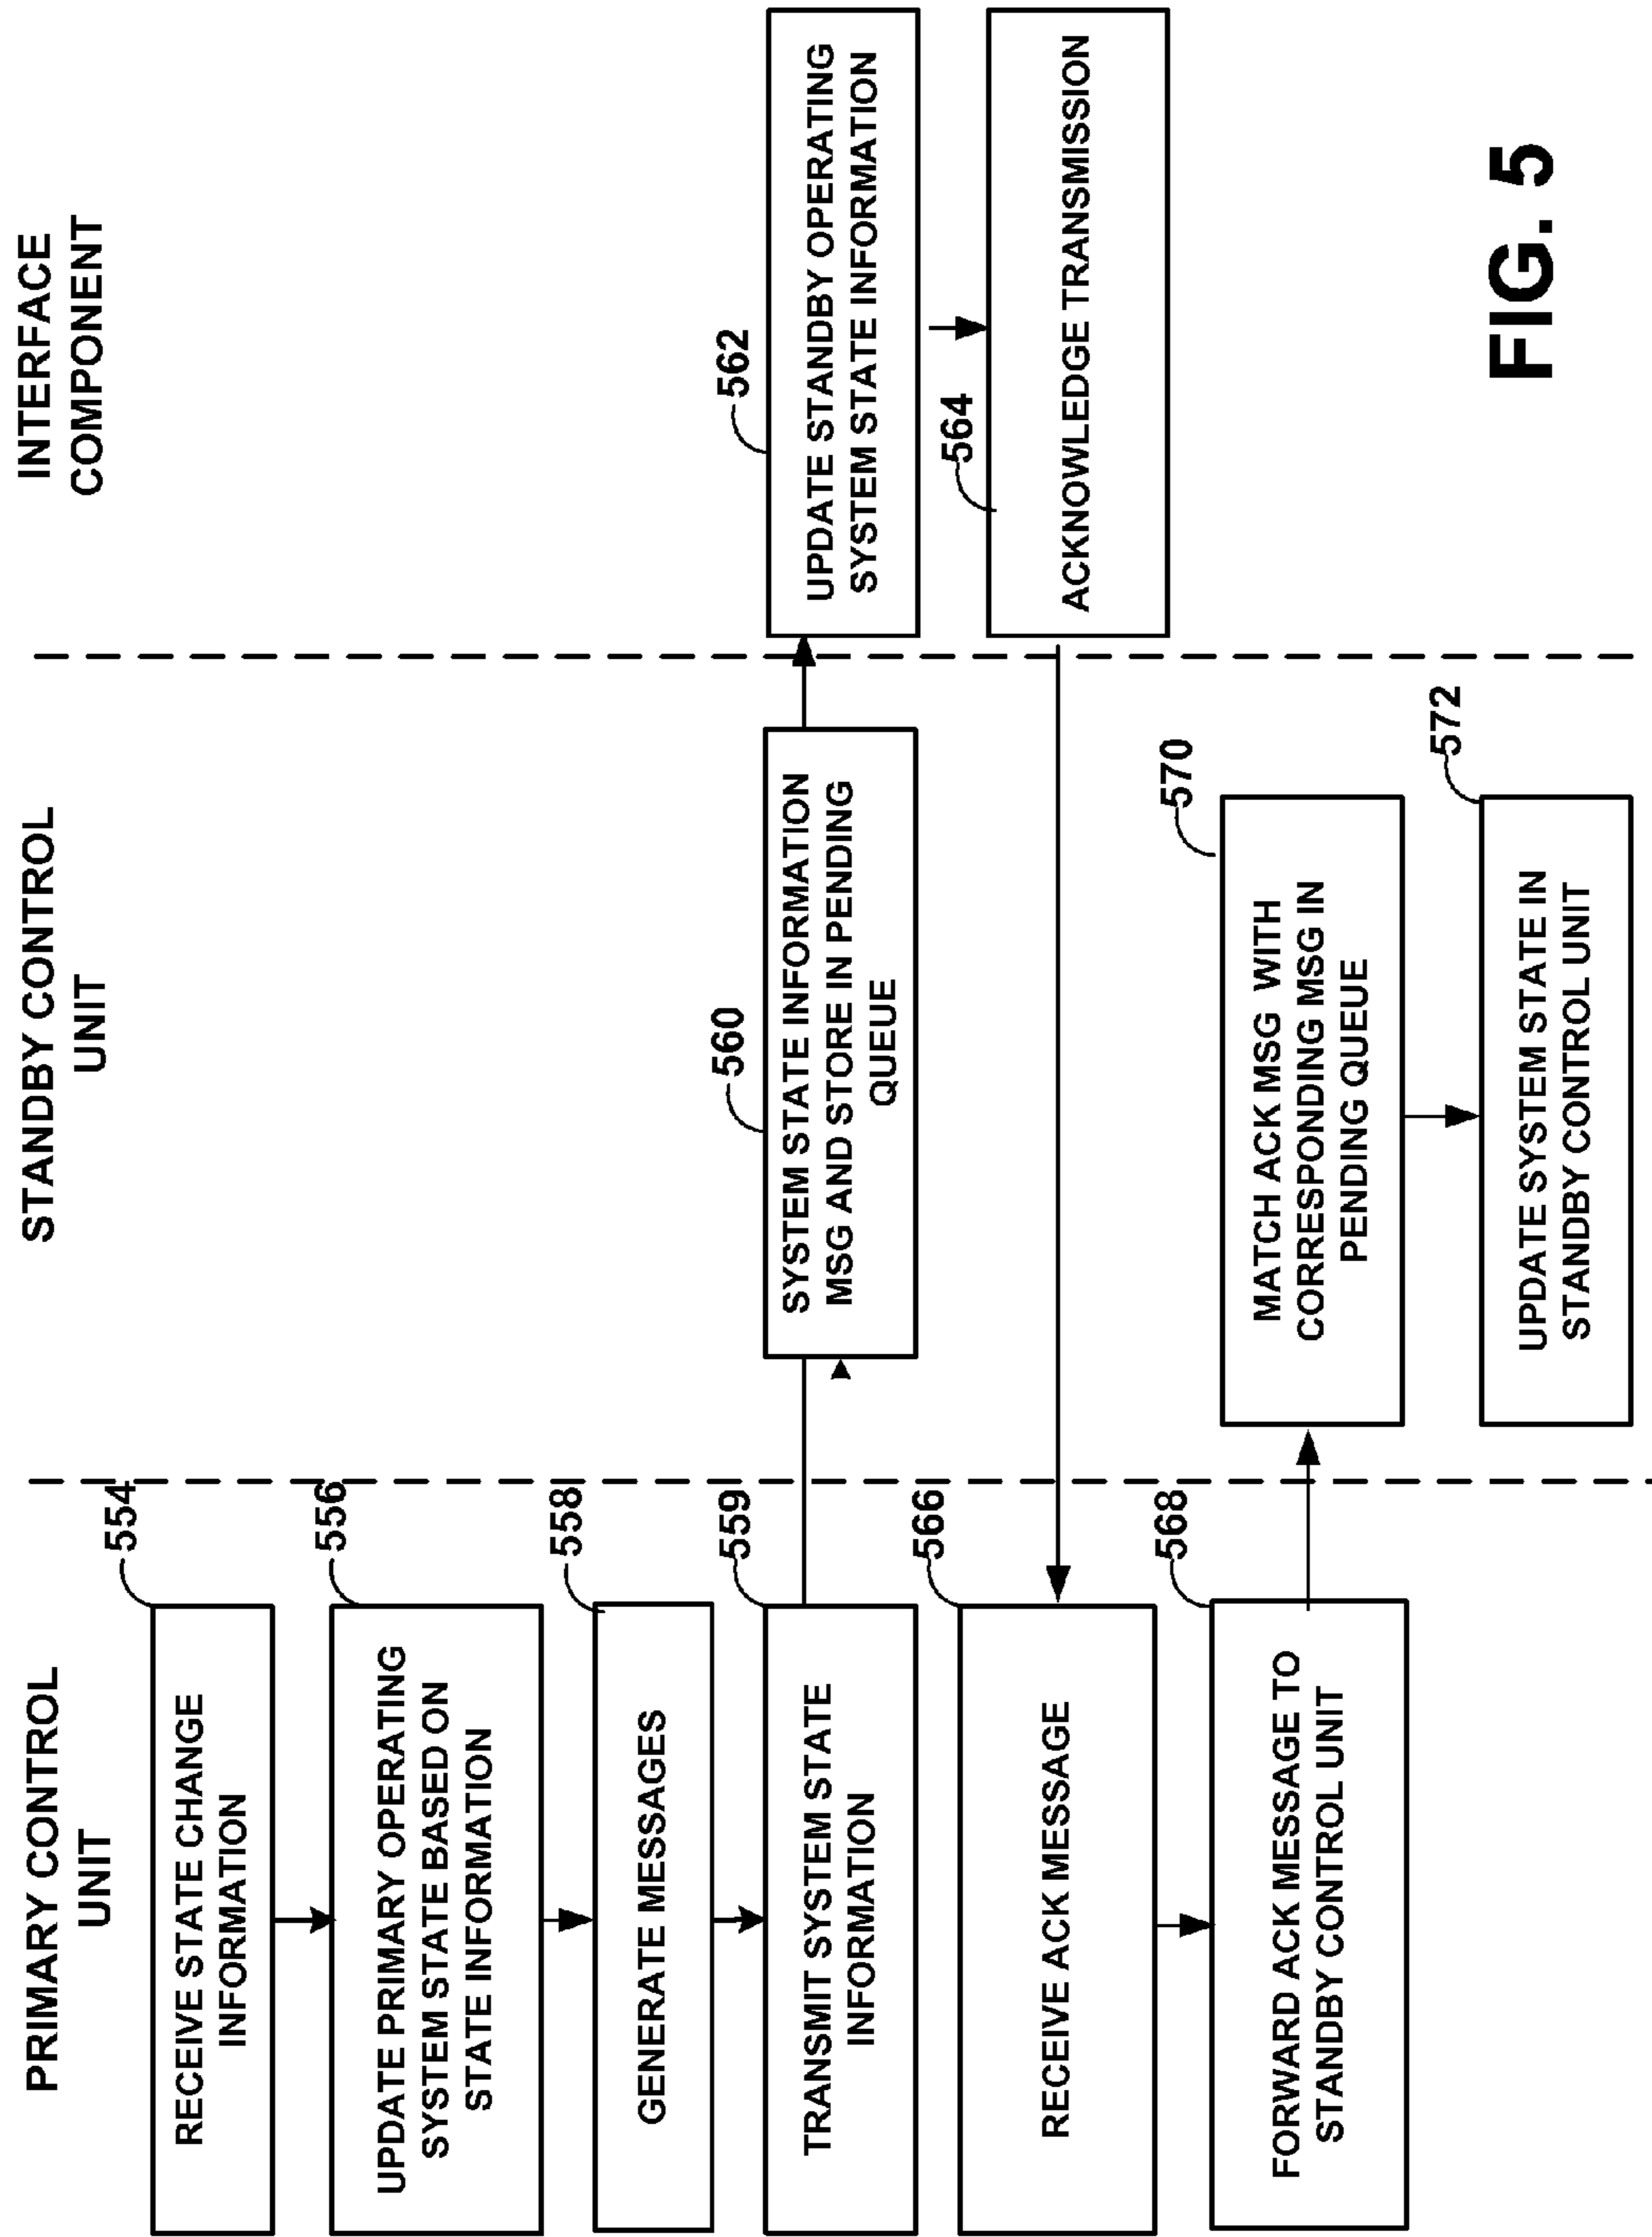 PRIMARY CONTROL
UNIT
STANDBY CONTROL
UNIT
INTERFACE
COMPONENT
554
RECEIVE STATE CHANGE
INFORMATION
556
UPDATE PRIMARY OPERATING
SYSTEM STATE BASED ON
STATE INFORMATION
558
GENERATE MESSAGES
559
TRANSMIT SYSTEM STATE
INFORMATION
560
SYSTEM STATE INFORMATION
MSG AND STORE IN PENDING
QUEUE
562
UPDATE STANDBY OPERATING
SYSTEM STATE INFORMATION
564
ACKNOWLEDGE TRANSMISSION
566
RECEIVE ACK MESSAGE
568
FORWARD ACK MESSAGE TO
STANDBY CONTROL UNIT
570
MATCH ACK MSG WITH
CORRESPONDING MSG IN
PENDING QUEUE
572
UPDATE SYSTEM STATE IN
STANDBY CONTROL UNIT
FIG. 5